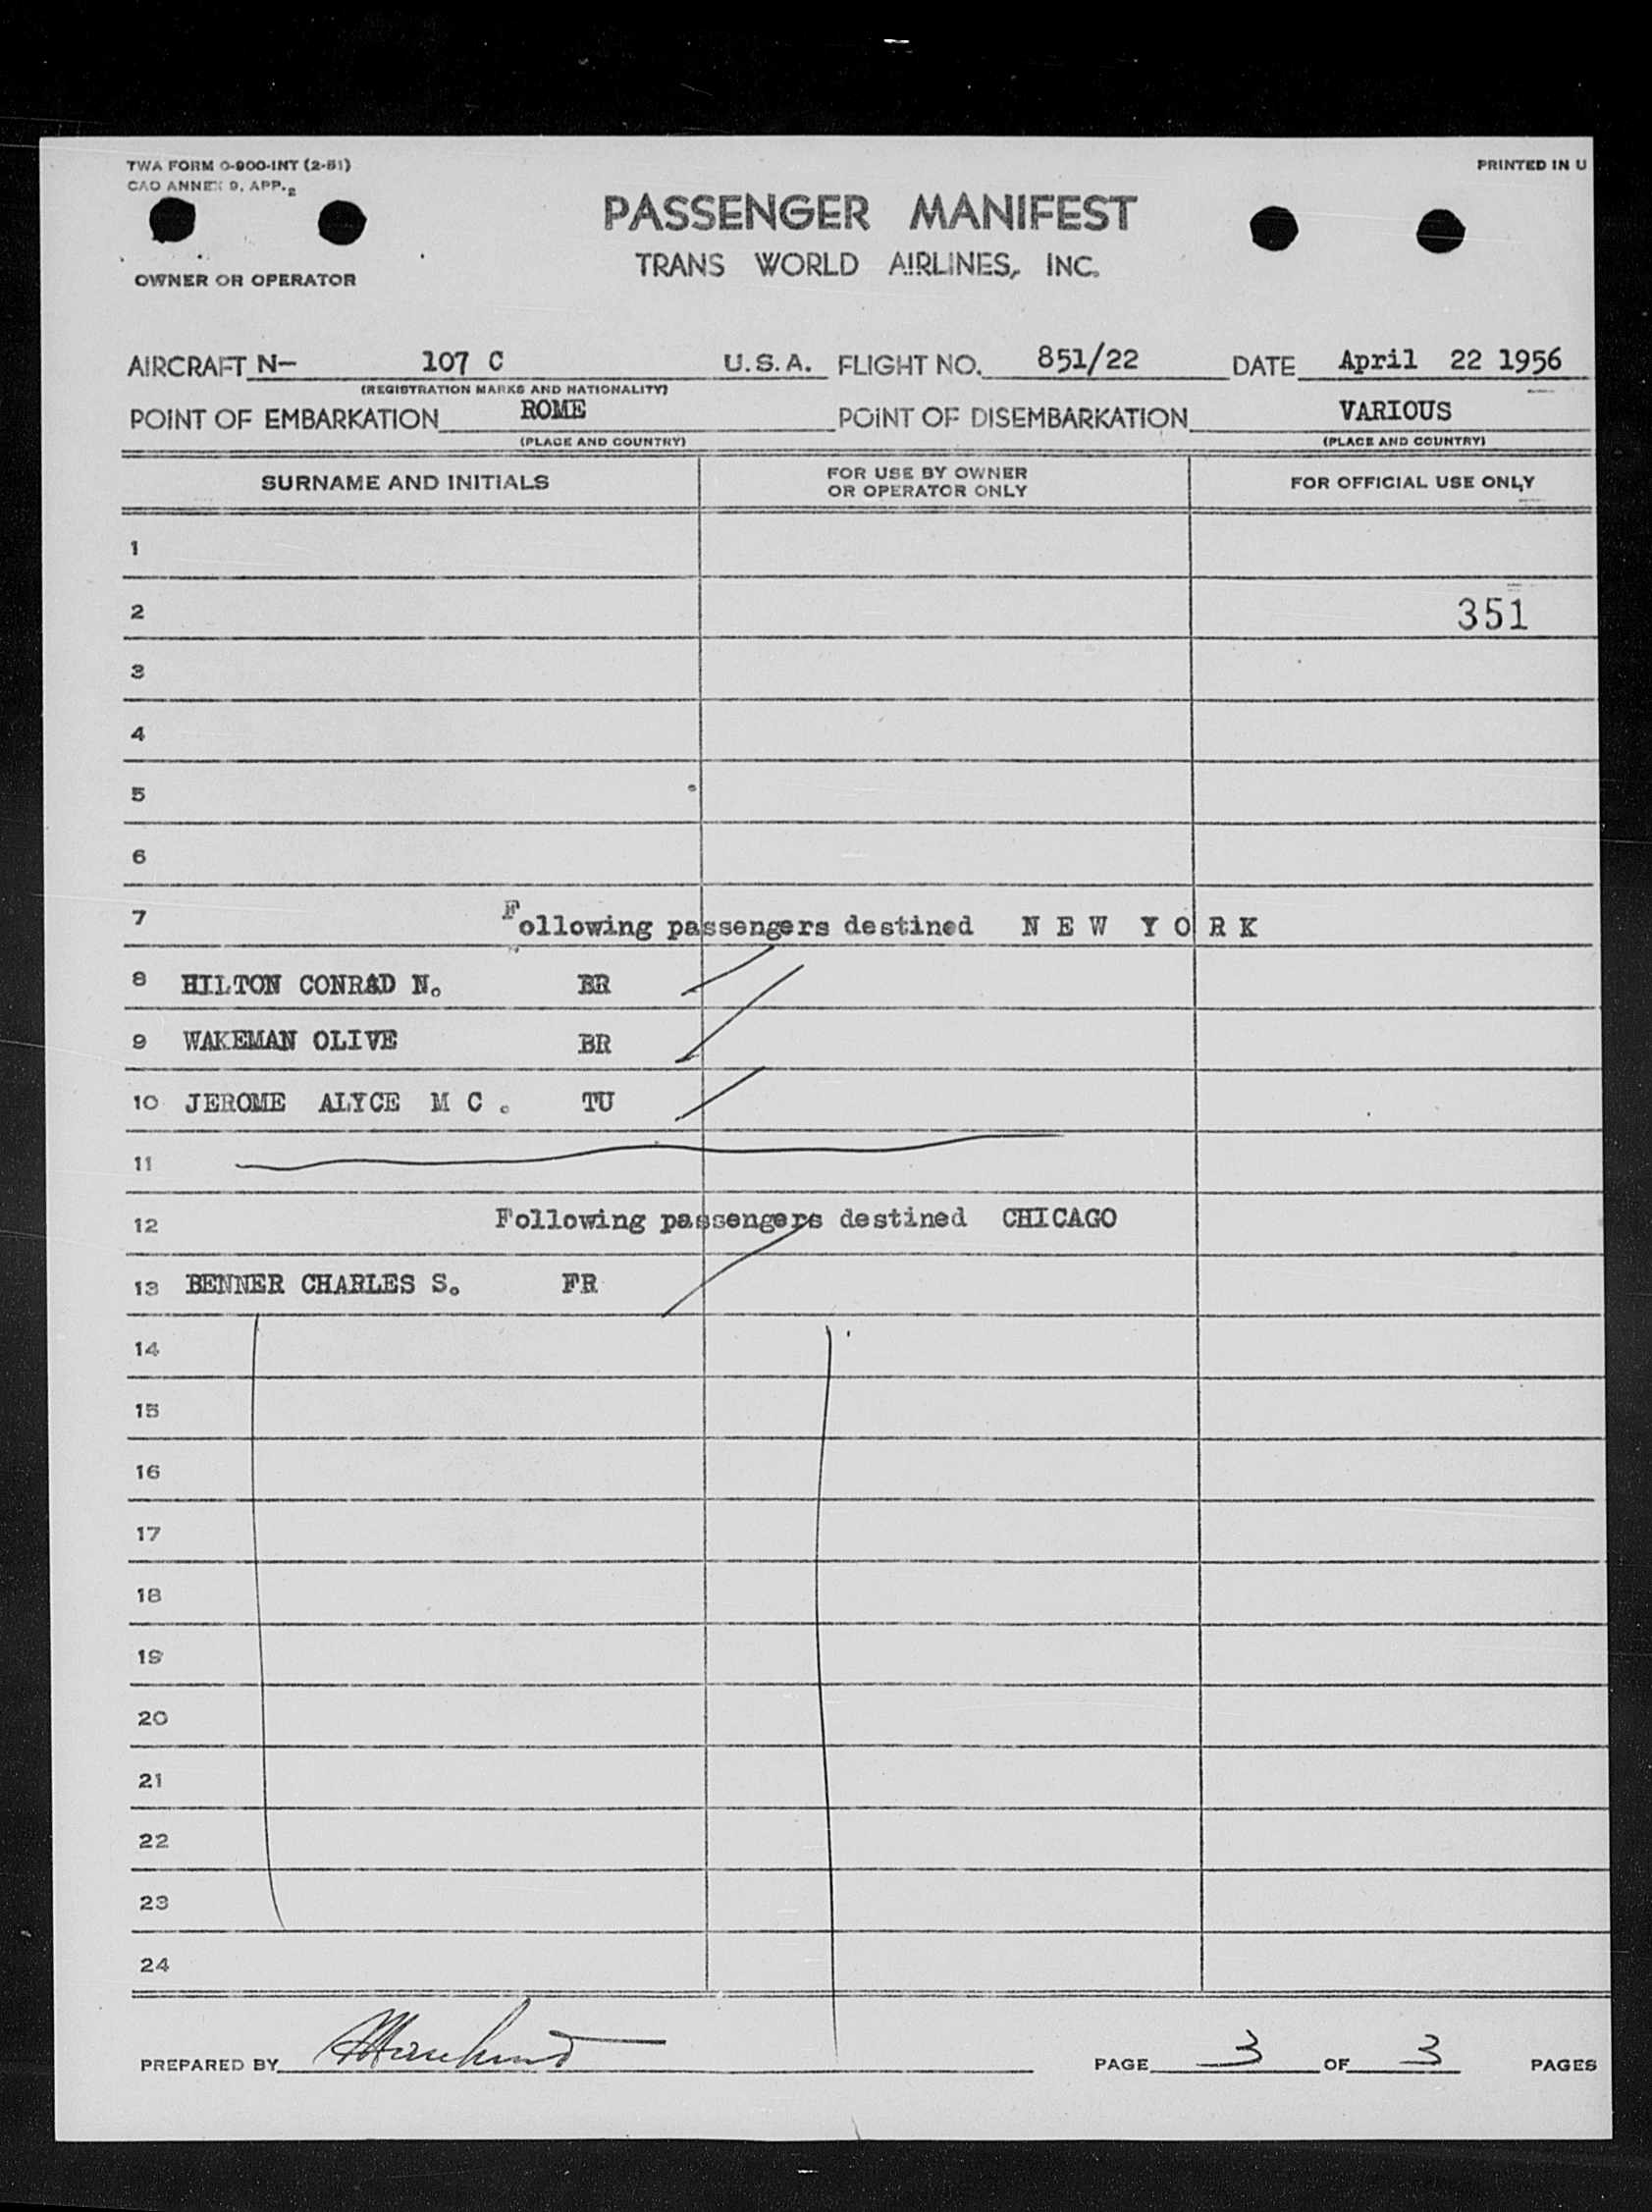 TWA FORM O-900-INT (2-51)
CAO ANNEX 9, APP. 2
PRINTED IN U
PASSENGER MANIFEST
TRANS WORLD AIRLINES, INC.
OWNER OR OPERATOR
AIRCRAFT N— 107 C U.S.A. FLIGHT NO. 851/22 DATE April 22 1956
(REGISTRATION MARKS AND NATIONALITY)
POINT OF EMBARKATION ROME POINT OF DISEMBARKATION VARIOUS
(PLACE AND COUNTRY) (PLACE AND COUNTRY)
SURNAME AND INITIALS FOR USE BY OWNER OR OPERATOR ONLY FOR OFFICIAL USE ONLY
1
2 351
3
4
5
6
7 Following passengers destined N E W Y O R K
8 HILTON CONRAD N. BR
9 WAKEMAN OLIVE BR
10 JEROME ALYCE M C . TU
11
12 Following passengers destined CHICAGO
13 BENNER CHARLES S. FR
14
15
16
17
18
19
20
21
22
23
24
PREPARED BY PAGE 3 OF 3 PAGES